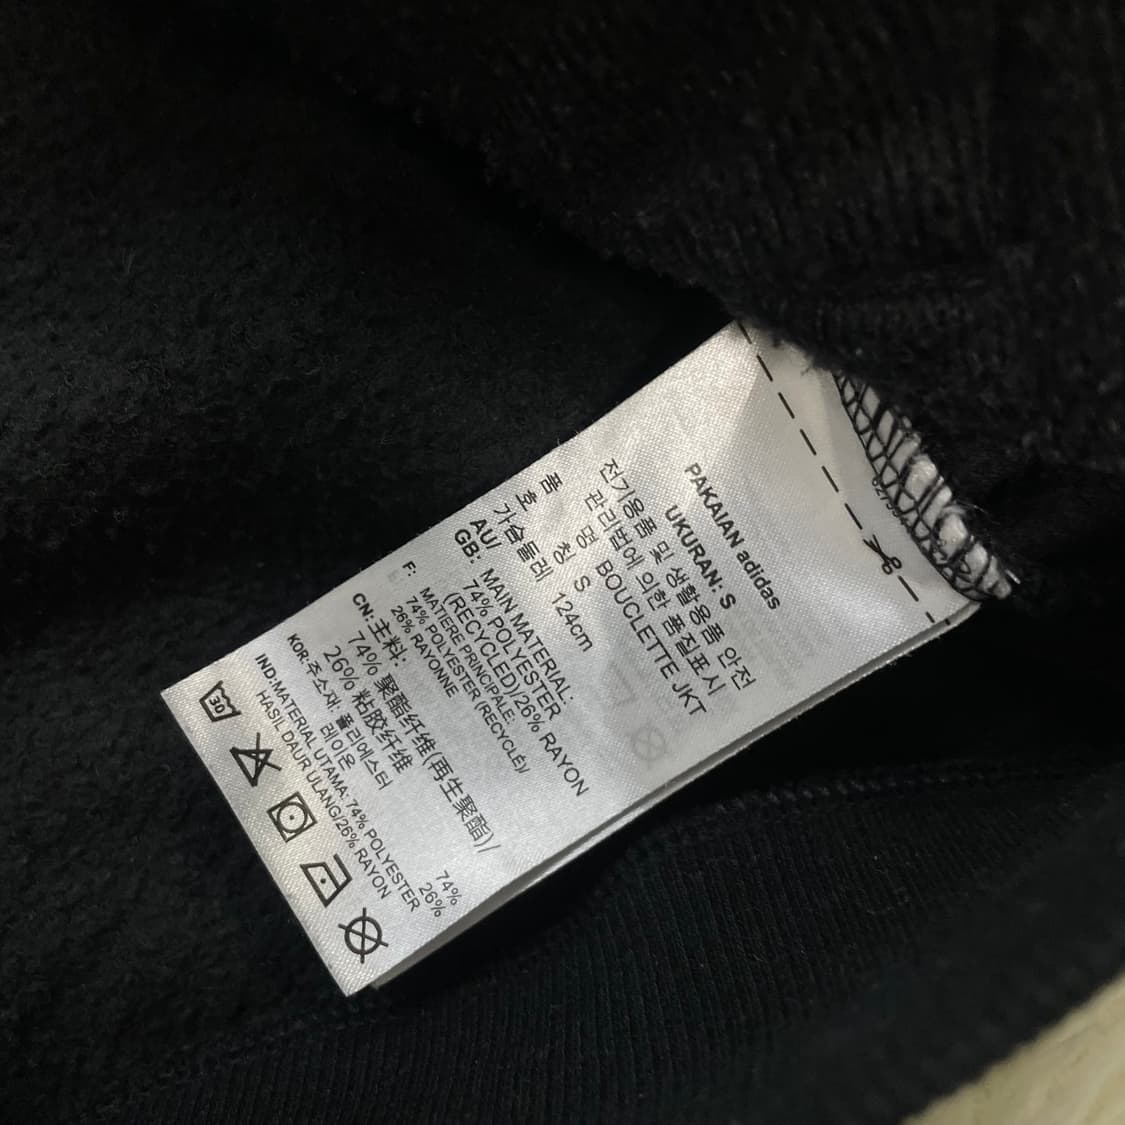 PAKAIAN adidas
UKURAN: S
전기용품 및 생활용품 안전
관리법에 의한 품질표시
품 명 BOUCLETTE JKT
호 칭 S
가슴둘레 124cm
AU/
GB: MAIN MATERIAL:
74% POLYESTER
(RECYCLED)/26% RAYON
F: MATIERE PRINCIPALE:
74% POLYESTER (RECYCLÉ)/
26% RAYONNE
CN: 主料:
74% 聚酯纤维(再生聚酯)/
26% 粘胶纤维
KOR: 주소재: 폴리에스터 74%
레이온 26%
IND: MATERIAL UTAMA: 74% POLYESTER
HASIL DAUR ULANG/26% RAYON
30